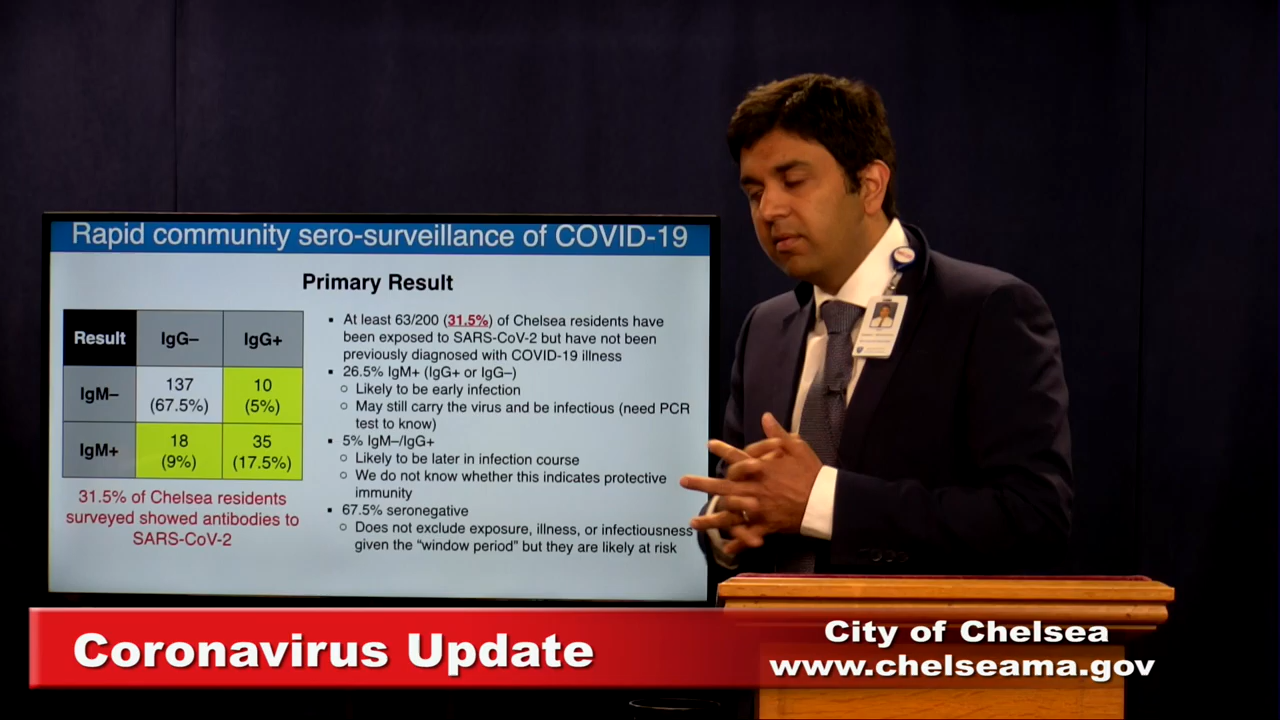 Rapid community sero-surveillance of COVID-19
Primary Result
Result
IgG–
IgG+
IgM–
137
(67.5%)
10
(5%)
IgM+
18
(9%)
35
(17.5%)
31.5% of Chelsea residents
surveyed showed antibodies to
SARS-CoV-2
▪ At least 63/200 (31.5%) of Chelsea residents have
been exposed to SARS-CoV-2 but have not been
previously diagnosed with COVID-19 illness
▪ 26.5% IgM+ (IgG+ or IgG–)
○ Likely to be early infection
○ May still carry the virus and be infectious (need PCR
test to know)
▪ 5% IgM–/IgG+
○ Likely to be later in infection course
○ We do not know whether this indicates protective
immunity
▪ 67.5% seronegative
○ Does not exclude exposure, illness, or infectiousness
given the “window period” but they are likely at risk
Coronavirus Update
City of Chelsea
www.chelseama.gov